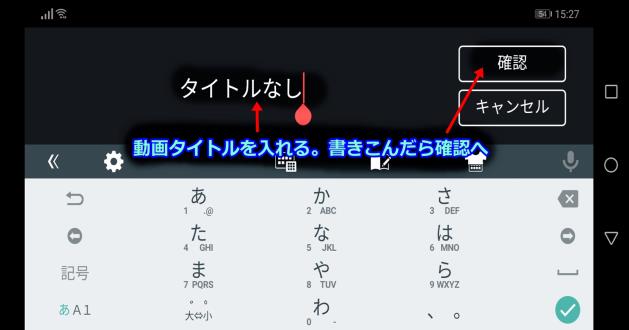 54 15:27
確認
タイトルなし
キャンセル
動画タイトルを入れる。書きこんだら確認へ
あ か さ
1 .@ 2 ABC 3 DEF
た な は
4 GHI 5 JKL 6 MNO
記号 ま や ら
7 PQRS 8 TUV 9 WXYZ
あA1 大⇔小 わ 、。
0 -